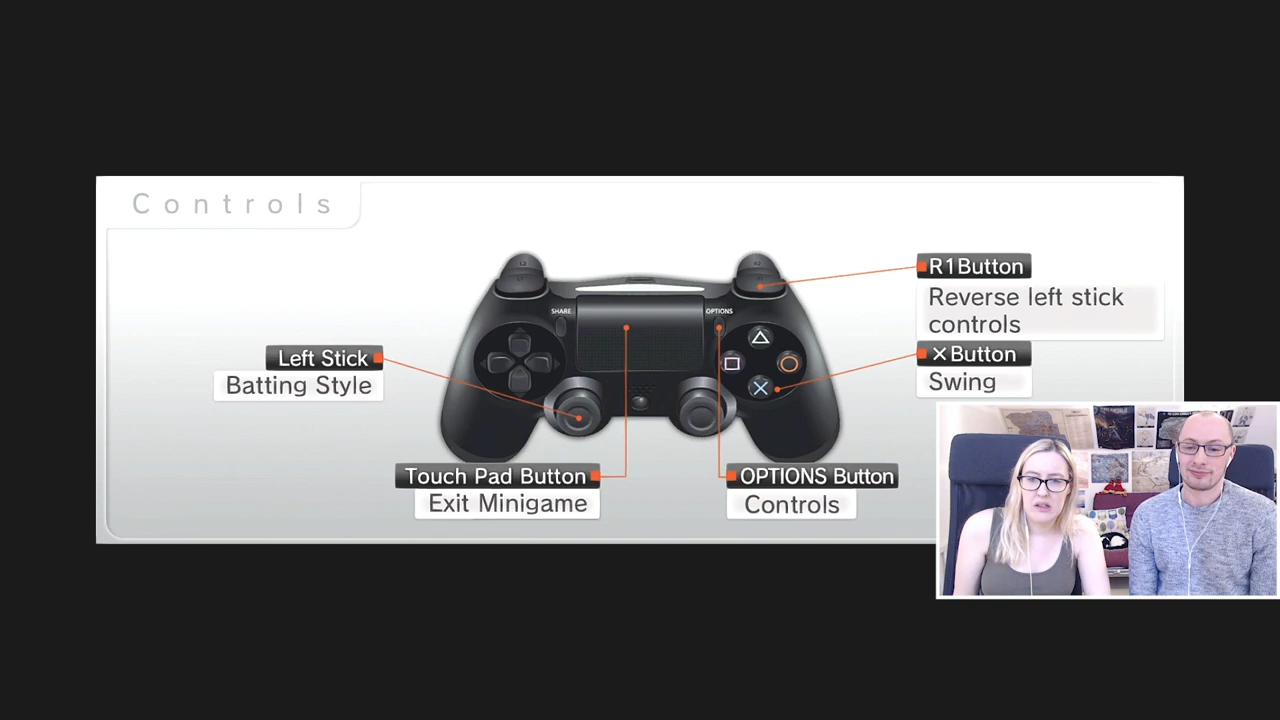 Controls
R1Button
Reverse left stick
controls
SHARE
OPTIONS
Left Stick
Batting Style
×Button
Swing
Touch Pad Button
Exit Minigame
OPTIONS Button
Controls